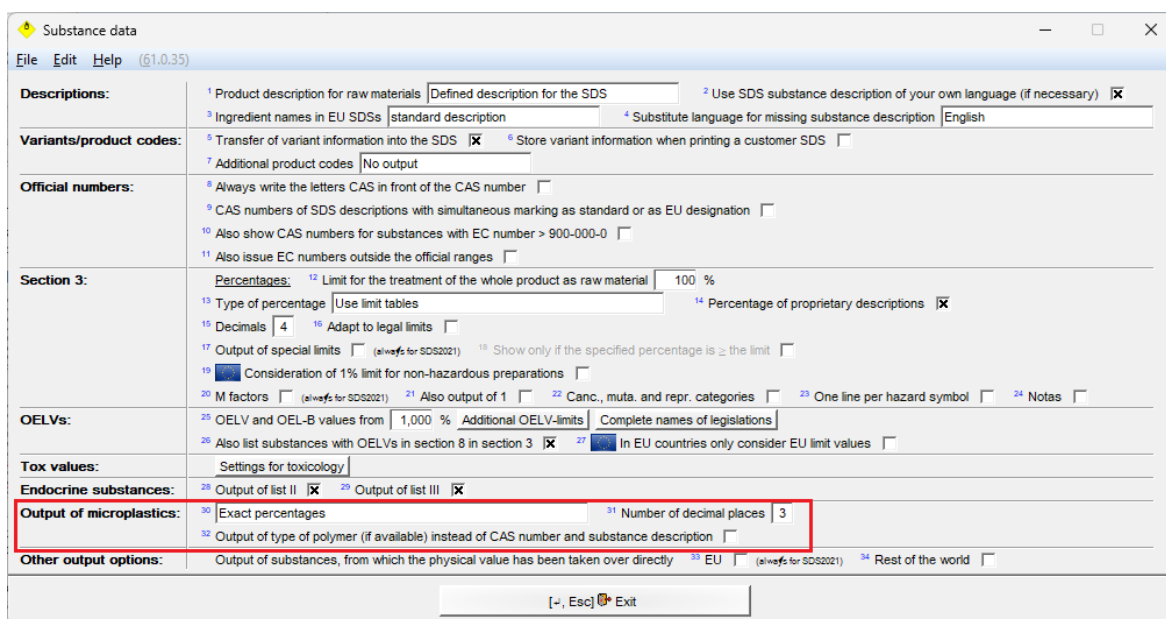 Substance data
File Edit Help (61.0.35)
Descriptions: 1 Product description for raw materials Defined description for the SDS 2 Use SDS substance description of your own language (if necessary)
3 Ingredient names in EU SDSs standard description 4 Substitute language for missing substance description English
Variants/product codes: 5 Transfer of variant information into the SDS 6 Store variant information when printing a customer SDS
7 Additional product codes No output
Official numbers: 8 Always write the letters CAS in front of the CAS number
9 CAS numbers of SDS descriptions with simultaneous marking as standard or as EU designation
10 Also show CAS numbers for substances with EC number > 900-000-0
11 Also issue EC numbers outside the official ranges
Section 3: Percentages: 12 Limit for the treatment of the whole product as raw material 100 %
13 Type of percentage Use limit tables 14 Percentage of proprietary descriptions
15 Decimals 4 16 Adapt to legal limits
17 Output of special limits (always for SDS2021) 18 Show only if the specified percentage is ≥ the limit
19 Consideration of 1% limit for non-hazardous preparations
20 M factors (always for SDS2021) 21 Also output of 1 22 Canc., muta. and repr. categories 23 One line per hazard symbol 24 Notas
OELVs: 25 OELV and OEL-B values from 1,000 % Additional OELV-limits Complete names of legislations
26 Also list substances with OELVs in section 8 in section 3 27 In EU countries only consider EU limit values
Tox values: Settings for toxicology
Endocrine substances: 28 Output of list II 29 Output of list III
Output of microplastics: 30 Exact percentages 31 Number of decimal places 3
32 Output of type of polymer (if available) instead of CAS number and substance description
Other output options: Output of substances, from which the physical value has been taken over directly 33 EU (always for SDS2021) 34 Rest of the world
[↵, Esc] Exit